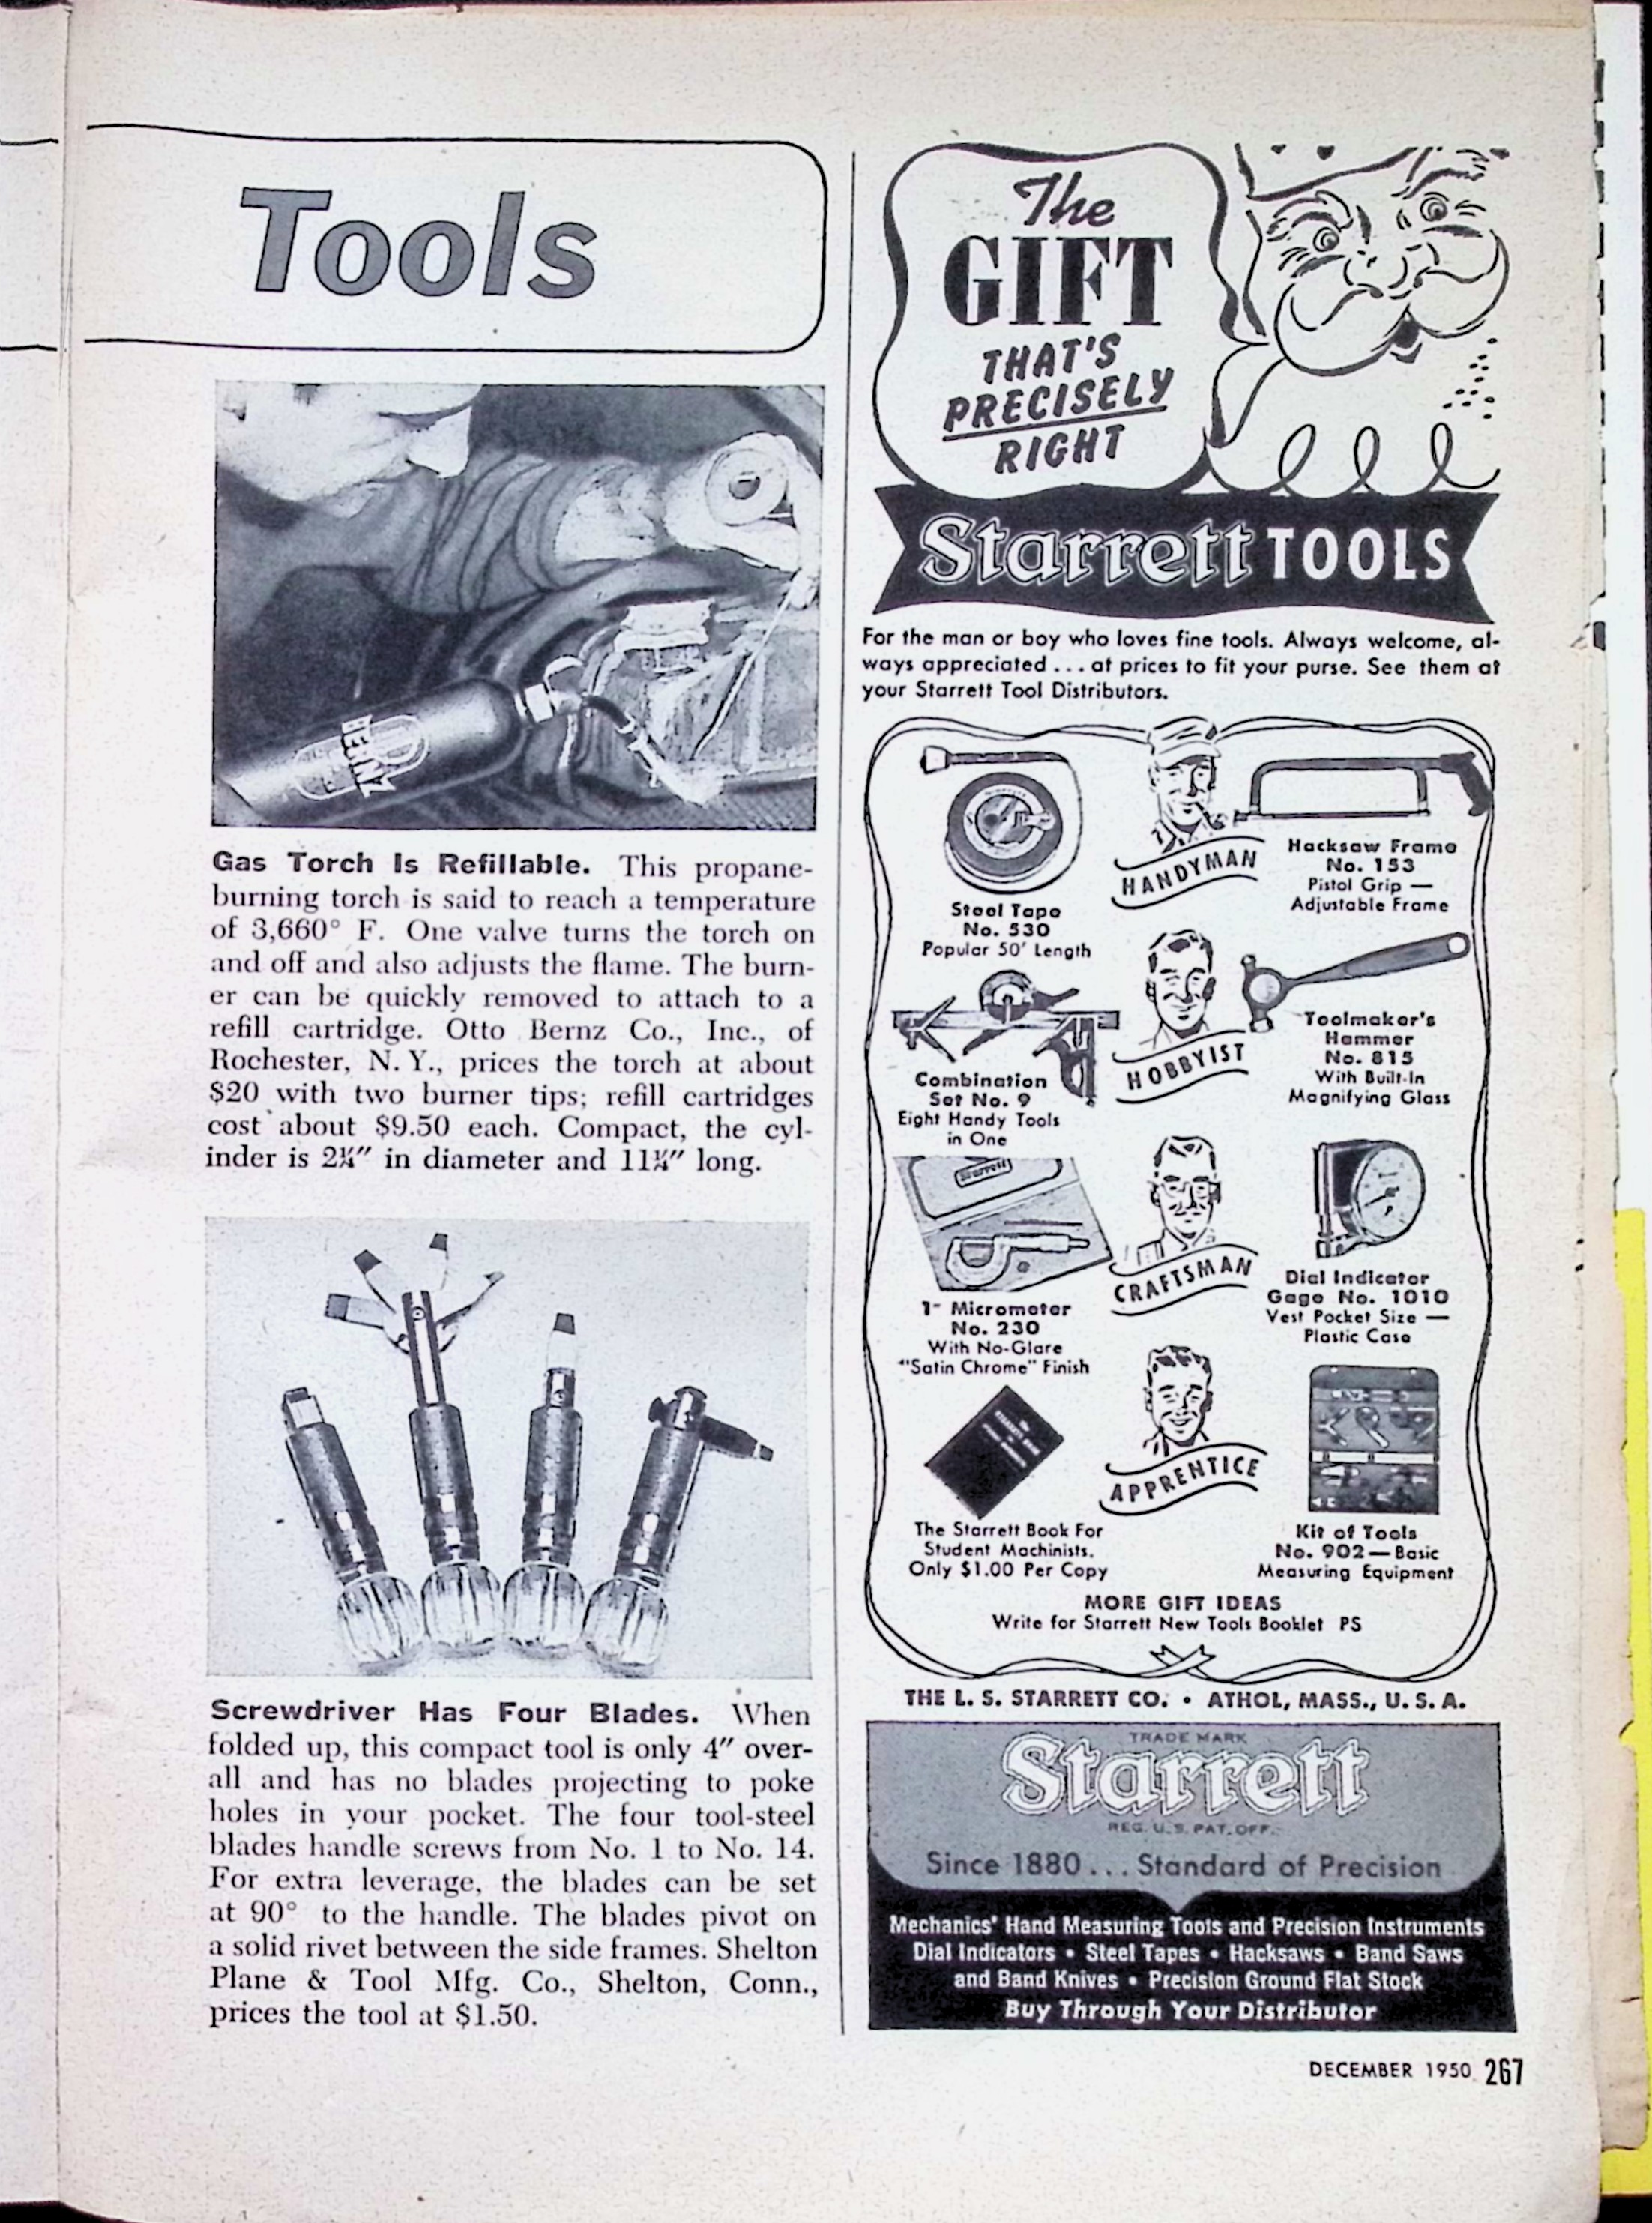 Tools
BERNZ
Gas Torch Is Refillable. This propane-
burning torch is said to reach a temperature
of 3,660° F. One valve turns the torch on
and off and also adjusts the flame. The burn-
er can be quickly removed to attach to a
refill cartridge. Otto Bernz Co., Inc., of
Rochester, N. Y., prices the torch at about
$20 with two burner tips; refill cartridges
cost about $9.50 each. Compact, the cyl-
inder is 2¼″ in diameter and 11¼″ long.
Screwdriver Has Four Blades. When
folded up, this compact tool is only 4″ over-
all and has no blades projecting to poke
holes in your pocket. The four tool-steel
blades handle screws from No. 1 to No. 14.
For extra leverage, the blades can be set
at 90° to the handle. The blades pivot on
a solid rivet between the side frames. Shelton
Plane & Tool Mfg. Co., Shelton, Conn.,
prices the tool at $1.50.
The
GIFT
THAT'S
PRECISELY
RIGHT
Starrett TOOLS
For the man or boy who loves fine tools. Always welcome, al-
ways appreciated ... at prices to fit your purse. See them at
your Starrett Tool Distributors.
HANDYMAN
Steel Tape
No. 530
Popular 50' Length
Hacksaw Frame
No. 153
Pistol Grip —
Adjustable Frame
HOBBYIST
Combination
Set No. 9
Eight Handy Tools
in One
Toolmaker's
Hammer
No. 815
With Built-In
Magnifying Glass
Starrett
CRAFTSMAN
1" Micrometer
No. 230
With No-Glare
"Satin Chrome" Finish
Dial Indicator
Gage No. 1010
Vest Pocket Size —
Plastic Case
APPRENTICE
The Starrett Book For
Student Machinists.
Only $1.00 Per Copy
Kit of Tools
No. 902 — Basic
Measuring Equipment
MORE GIFT IDEAS
Write for Starrett New Tools Booklet PS
THE L. S. STARRETT CO. • ATHOL, MASS., U. S. A.
TRADE MARK
Starrett
REG. U. S. PAT. OFF.
Since 1880 ... Standard of Precision
Mechanics' Hand Measuring Tools and Precision Instruments
Dial Indicators • Steel Tapes • Hacksaws • Band Saws
and Band Knives • Precision Ground Flat Stock
Buy Through Your Distributor
DECEMBER 1950 267